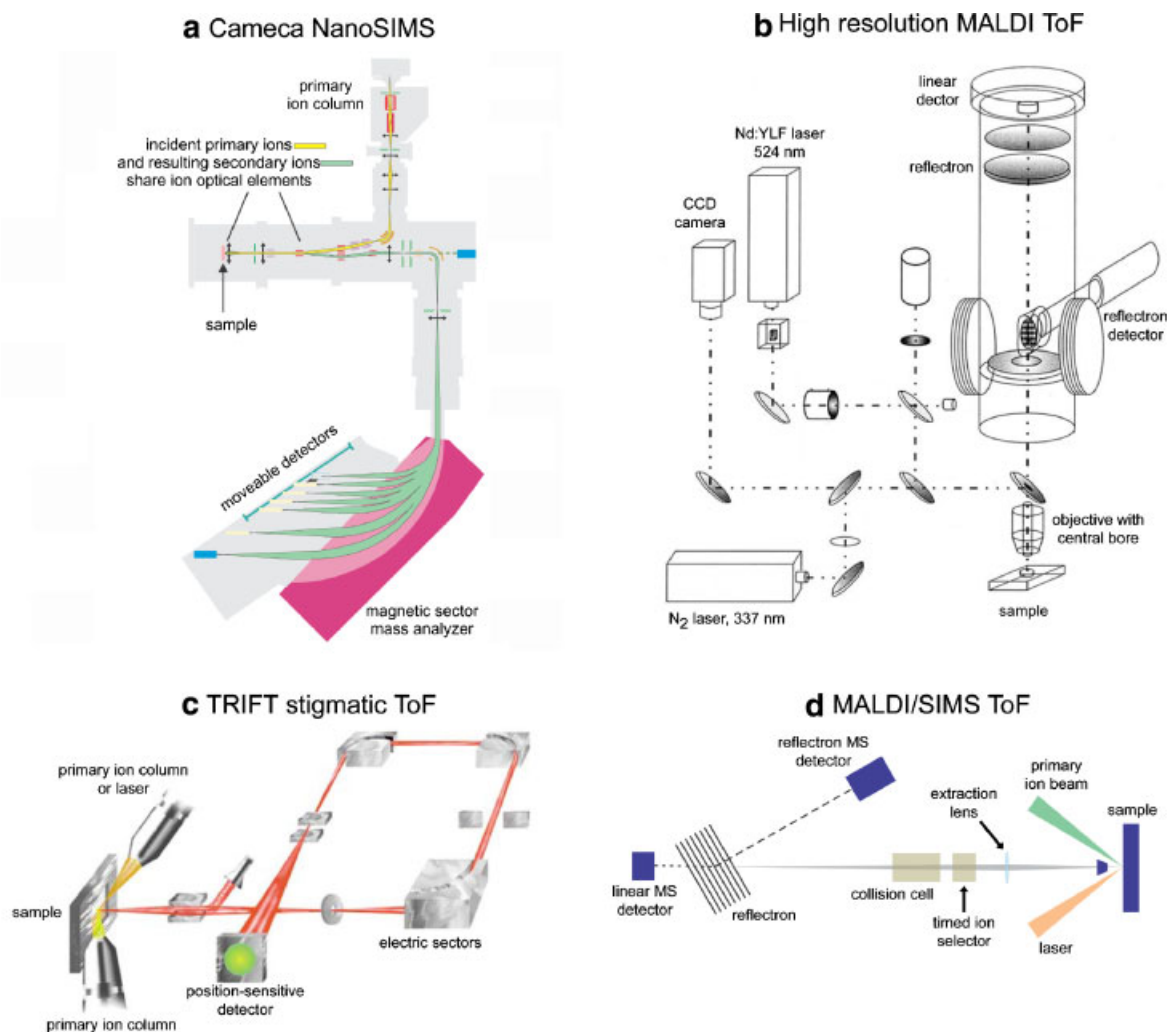 a Cameca NanoSIMS
primary
ion column
incident primary ions
and resulting secondary ions
share ion optical elements
sample
moveable detectors
magnetic sector
mass analyzer
b High resolution MALDI ToF
linear
dector
Nd:YLF laser
524 nm
reflectron
CCD
camera
reflectron
detector
objective with
central bore
sample
N2 laser, 337 nm
c TRIFT stigmatic ToF
primary ion column
or laser
sample
electric sectors
position-sensitive
detector
primary ion column
d MALDI/SIMS ToF
reflectron MS
detector
primary
ion beam
extraction
lens
sample
linear MS
detector
collision cell
reflectron
timed ion
selector
laser